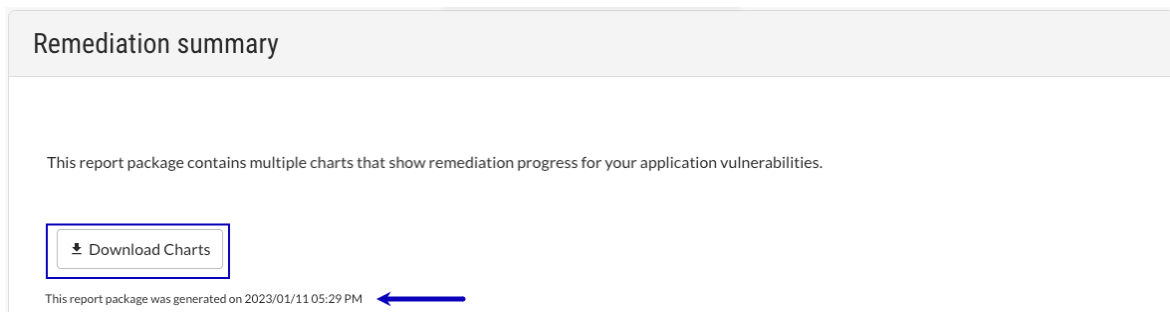 Remediation summary
This report package contains multiple charts that show remediation progress for your application vulnerabilities.
Download Charts
This report package was generated on 2023/01/11 05:29 PM